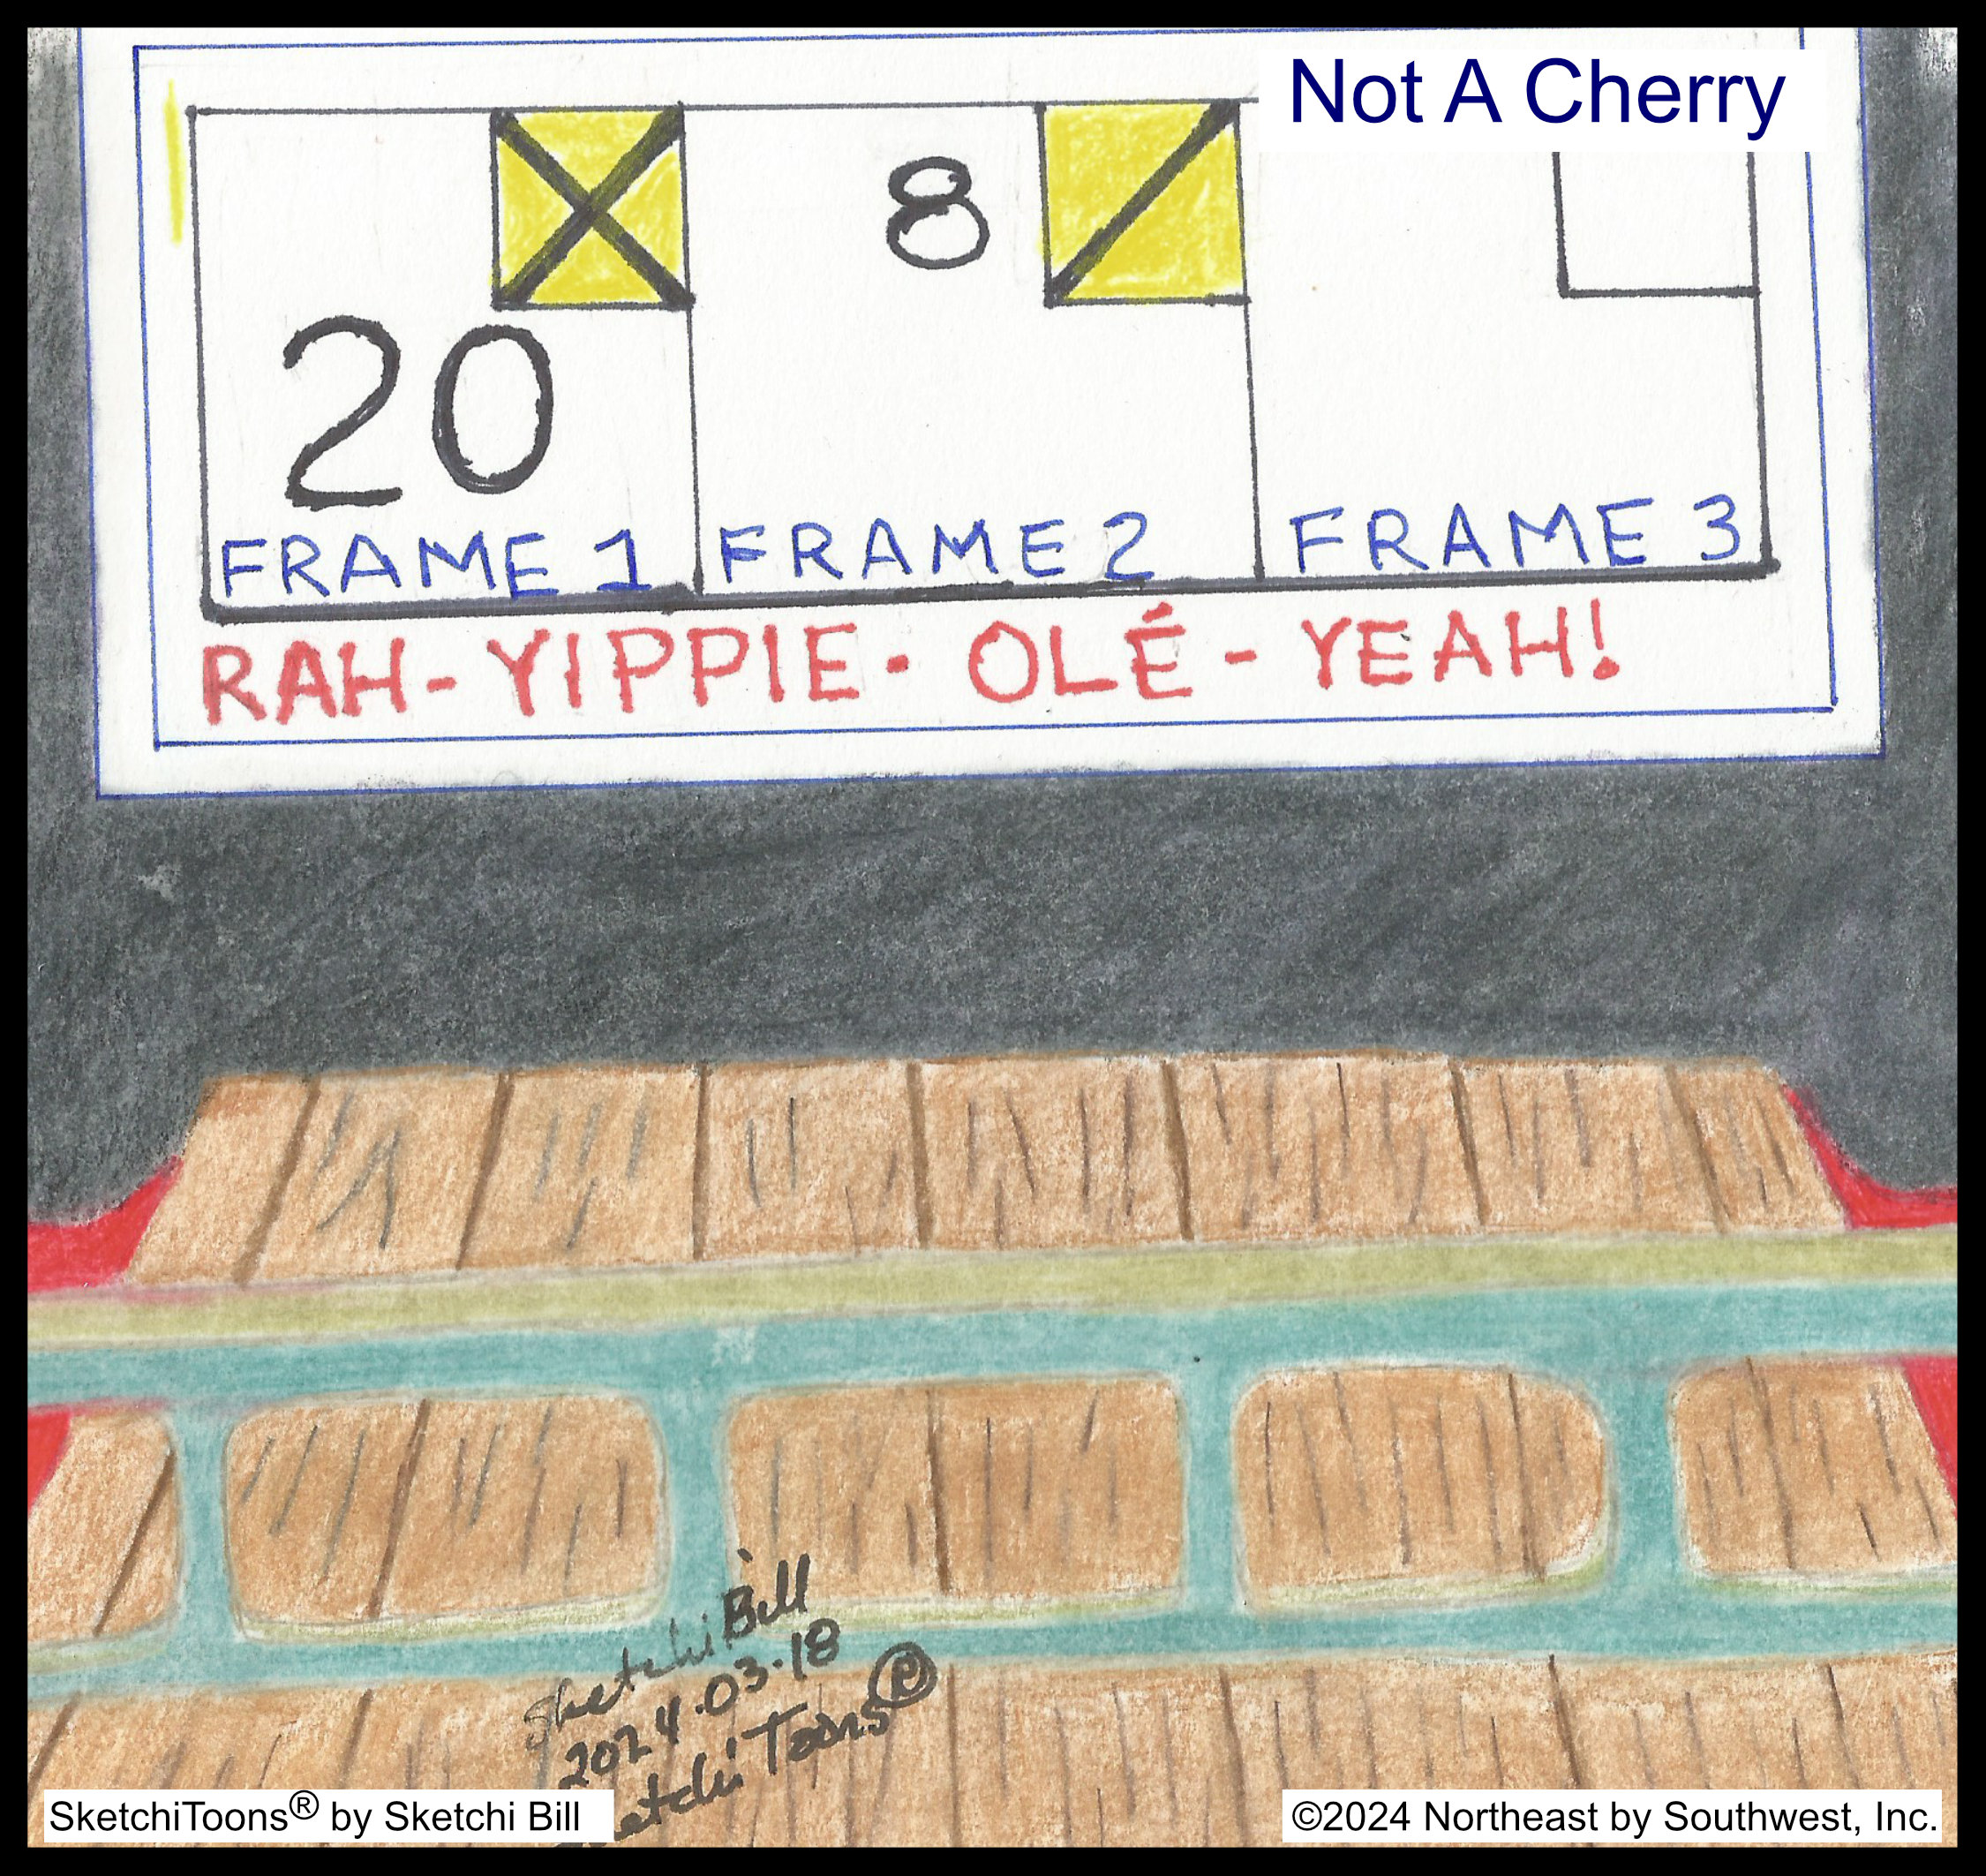 Not A Cherry
X 8 /
20
FRAME 1 FRAME 2 FRAME 3
RAH - YIPPIE - OLÉ - YEAH!
Sketchi Bill
2024.03.18
SketchiToons®
SketchiToons® by Sketchi Bill
©2024 Northeast by Southwest, Inc.